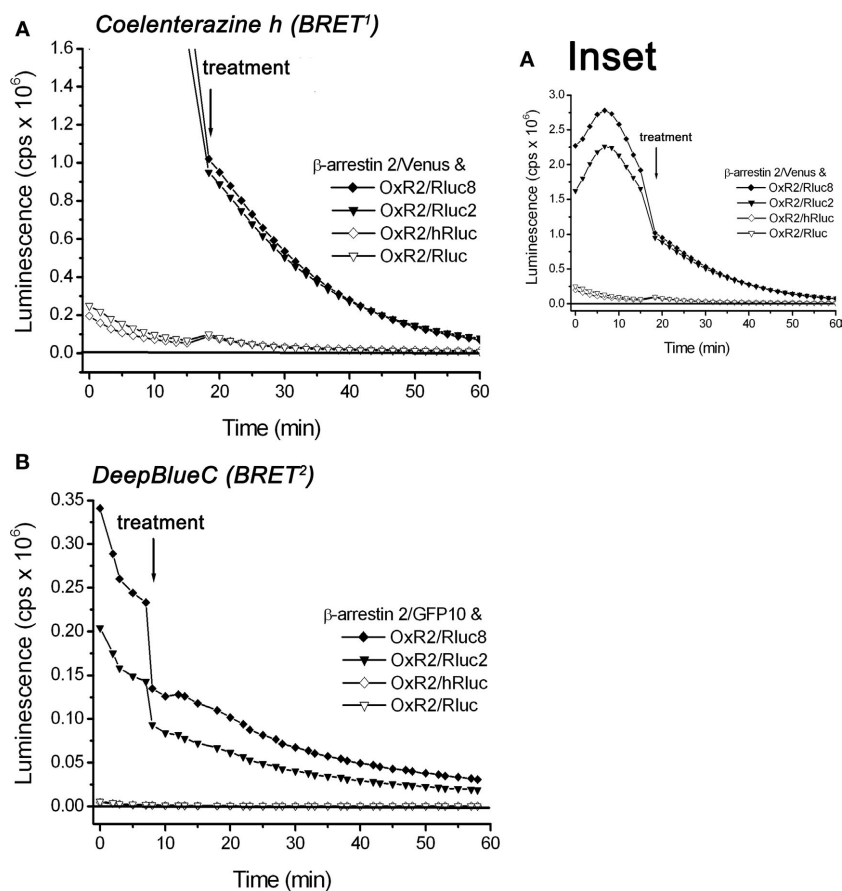 A
Coelenterazine h (BRET¹)
Luminescence (cps x 10⁶)
1.6
1.4
1.2
1.0
0.8
0.6
0.4
0.2
0.0
treatment
β-arrestin 2/Venus &
OxR2/Rluc8
OxR2/Rluc2
OxR2/hRluc
OxR2/Rluc
0 10 20 30 40 50 60
Time (min)
A Inset
Luminescence (cps x 10⁶)
3.0
2.5
2.0
1.5
1.0
0.5
0.0
treatment
β-arrestin 2/Venus &
OxR2/Rluc8
OxR2/Rluc2
OxR2/hRluc
OxR2/Rluc
0 10 20 30 40 50 60
Time (min)
B
DeepBlueC (BRET²)
Luminescence (cps x 10⁶)
0.35
0.30
0.25
0.20
0.15
0.10
0.05
0.00
treatment
β-arrestin 2/GFP10 &
OxR2/Rluc8
OxR2/Rluc2
OxR2/hRluc
OxR2/Rluc
0 10 20 30 40 50 60
Time (min)